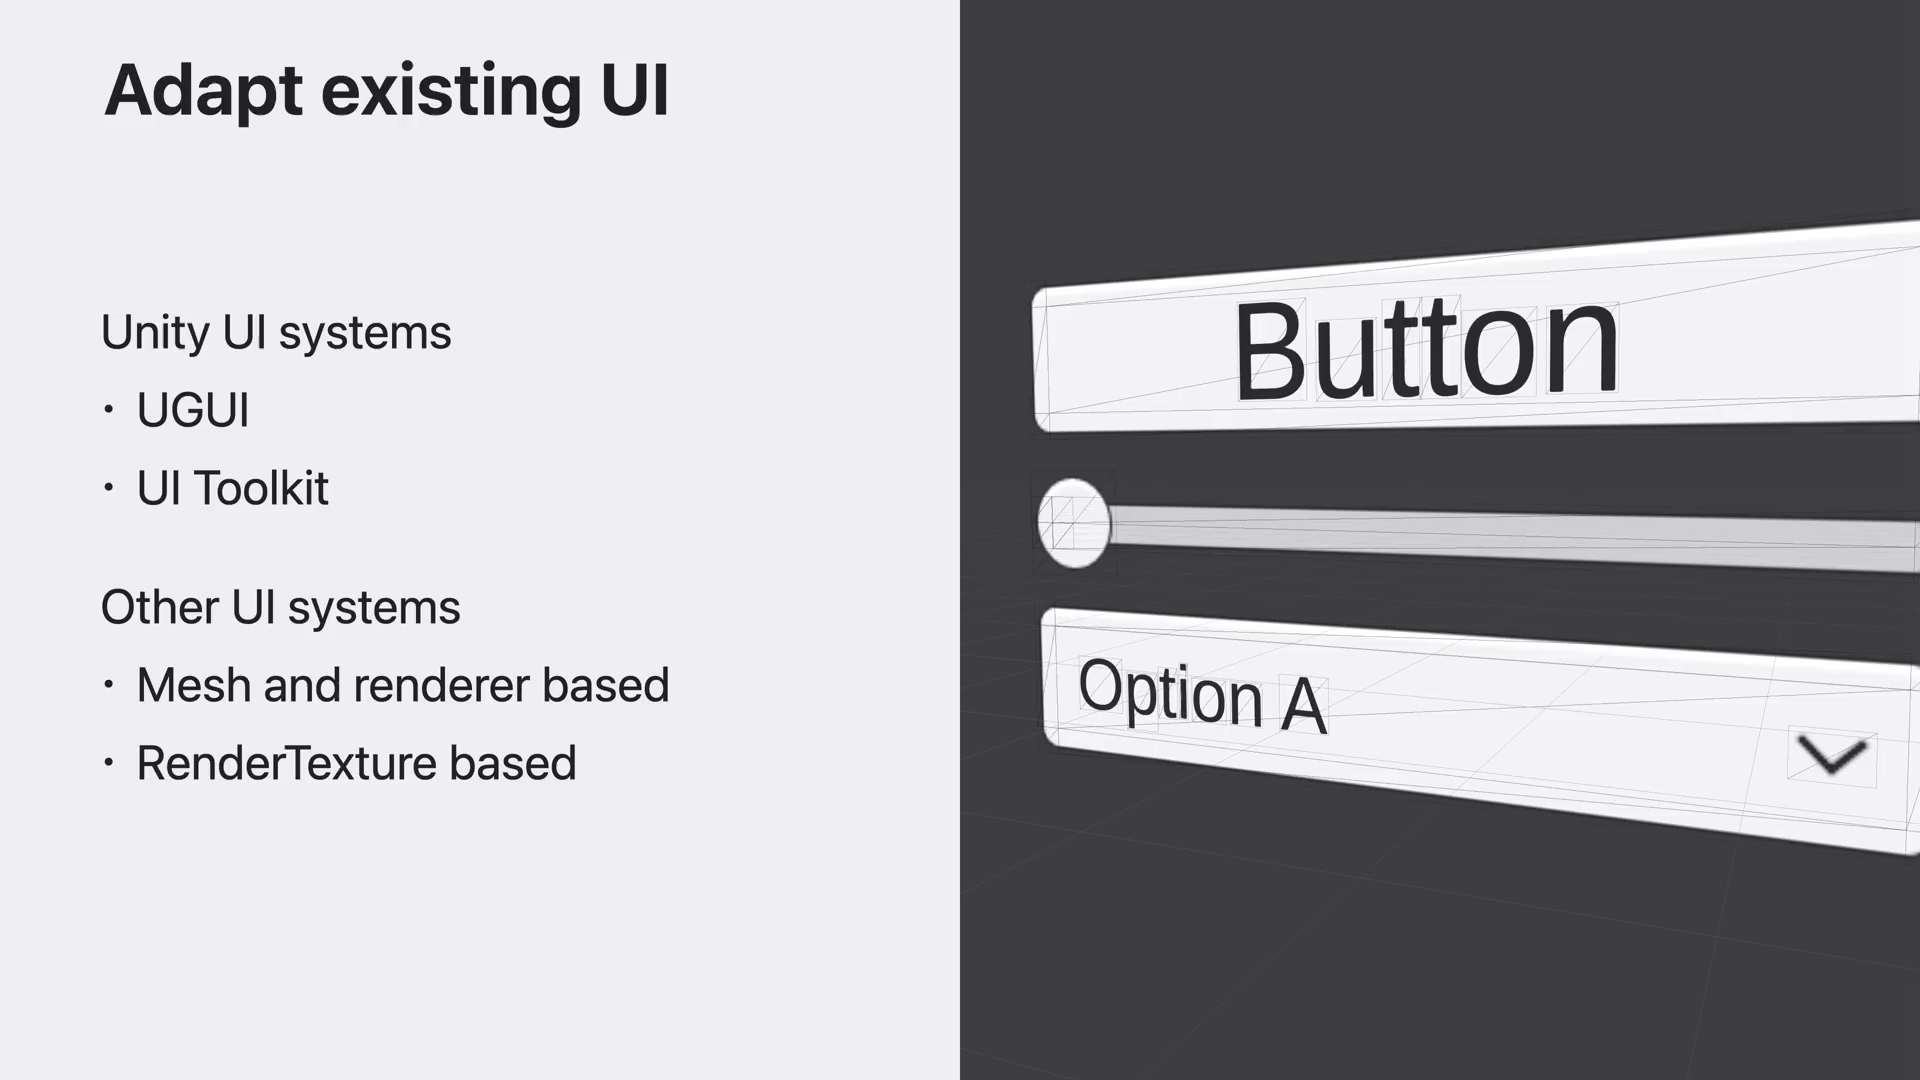 Adapt existing UI
Unity UI systems
• UGUI
• UI Toolkit
Other UI systems
• Mesh and renderer based
• RenderTexture based
Button
Option A